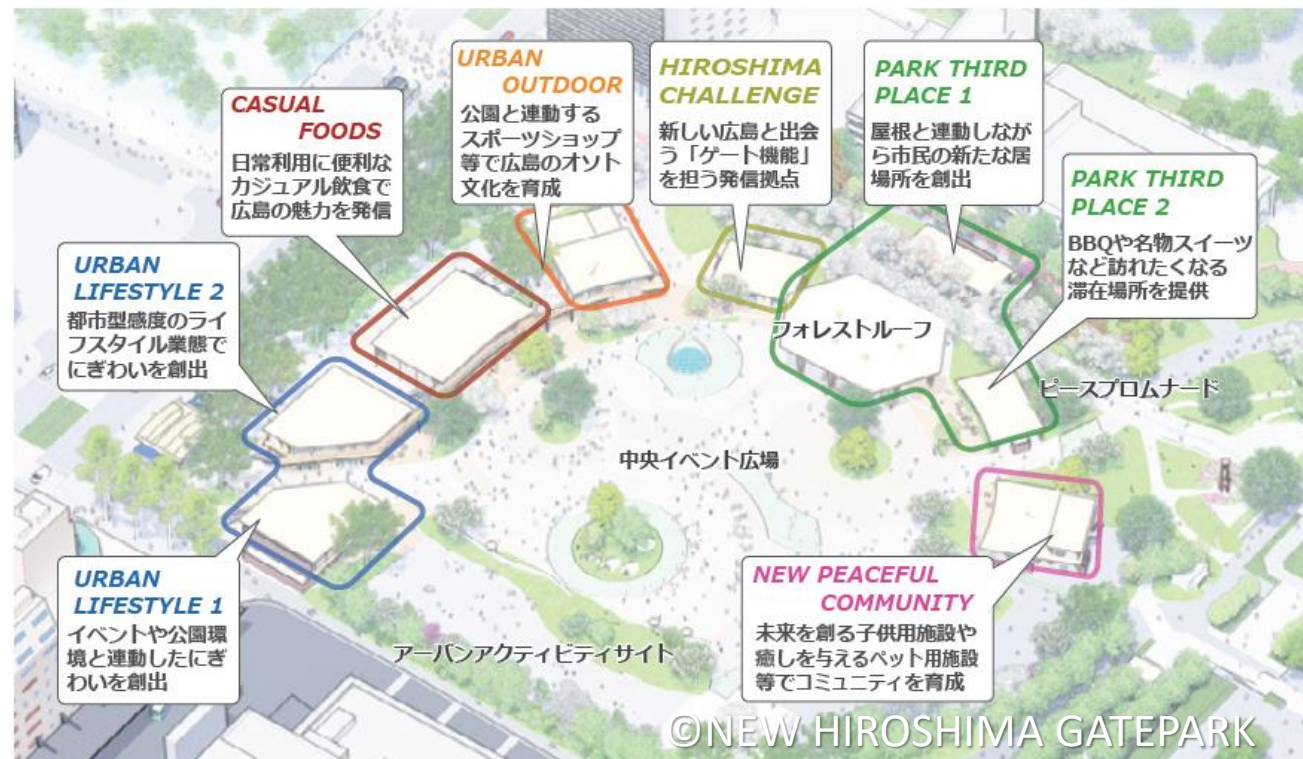 URBAN
OUTDOOR
公園と連動する
スポーツショップ
等で広島のオソト
文化を育成
HIROSHIMA
CHALLENGE
新しい広島と出会
う「ゲート機能」
を担う発信拠点
PARK THIRD
PLACE 1
屋根と連動しなが
ら市民の新たな居
場所を創出
CASUAL
FOODS
日常利用に便利な
カジュアル飲食で
広島の魅力を発信
PARK THIRD
PLACE 2
BBQや名物スイーツ
など訪れたくなる
滞在場所を提供
URBAN
LIFESTYLE 2
都市型感度のライ
フスタイル業態で
にぎわいを創出
フォレストルーフ
ピースプロムナード
中央イベント広場
URBAN
LIFESTYLE 1
イベントや公園環
境と連動したにぎ
わいを創出
NEW PEACEFUL
COMMUNITY
未来を創る子供用施設や
癒しを与えるペット用施設
等でコミュニティを育成
アーバンアクティビティサイト
©NEW HIROSHIMA GATEPARK